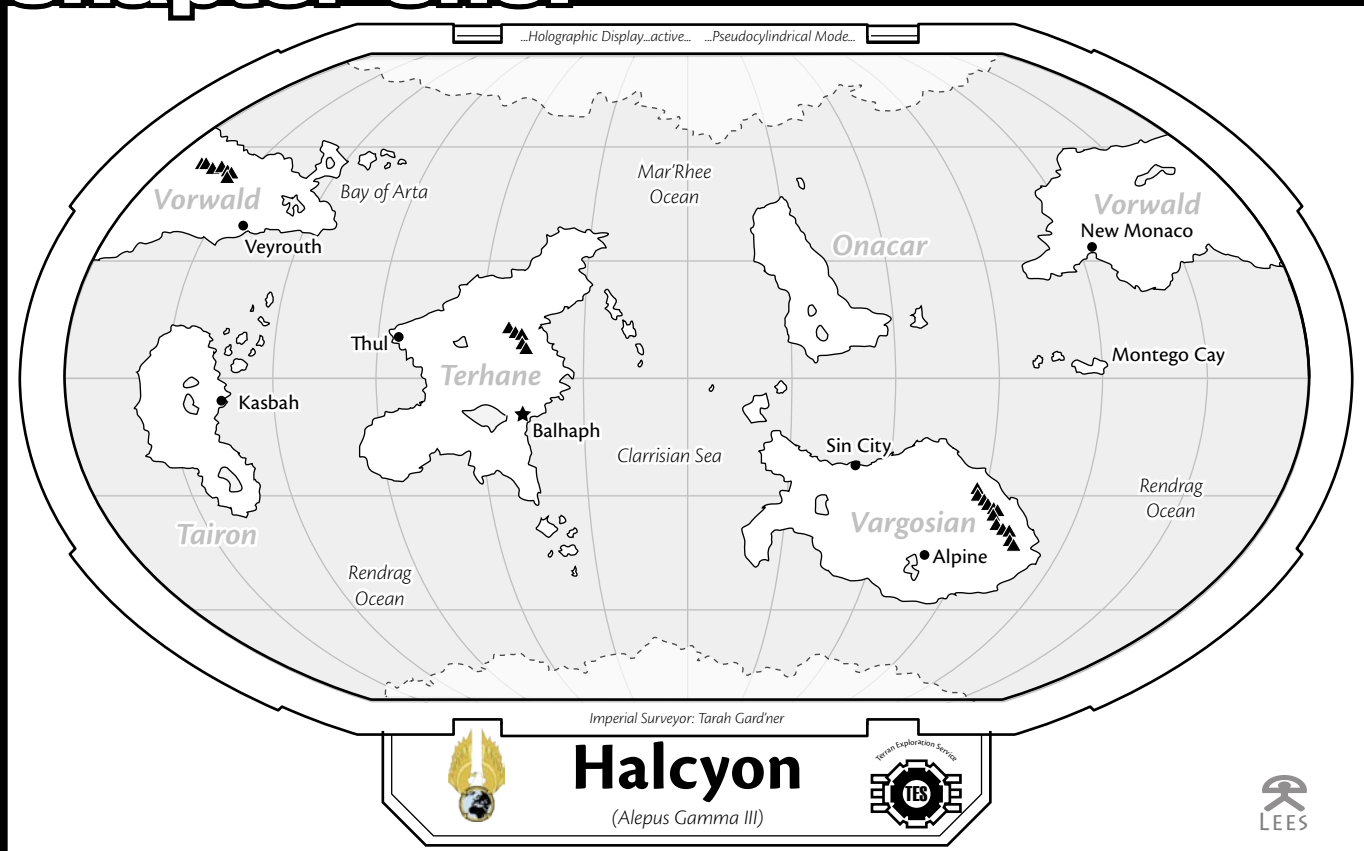 Chapter One:
...Holographic Display...active... ...Pseudocylindrical Mode...
Vorwald
Bay of Arta
Veyrouth
Mar'Rhee
Ocean
Onacar
Vorwald
New Monaco
Thul
Terhane
Montego Cay
Kasbah
Balhaph
Clarrisian Sea
Sin City
Tairon
Vargosian
Alpine
Rendrag
Ocean
Rendrag
Ocean
Imperial Surveyor: Tarah Gard'ner
Halcyon
(Alepus Gamma III)
Terran Exploration Service
TES
LEES